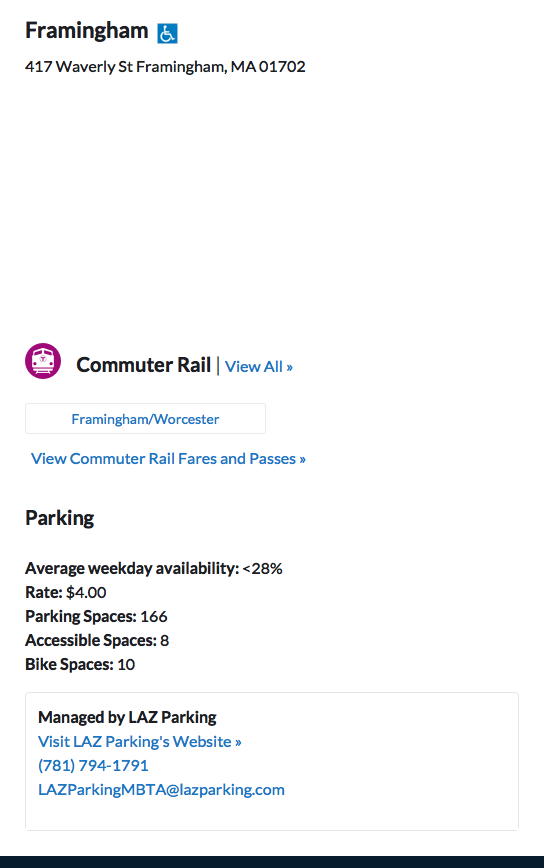 Framingham
417 Waverly St Framingham, MA 01702
Commuter Rail | View All »
Framingham/Worcester
View Commuter Rail Fares and Passes »
Parking
Average weekday availability: <28%
Rate: $4.00
Parking Spaces: 166
Accessible Spaces: 8
Bike Spaces: 10
Managed by LAZ Parking
Visit LAZ Parking's Website »
(781) 794-1791
LAZParkingMBTA@lazparking.com